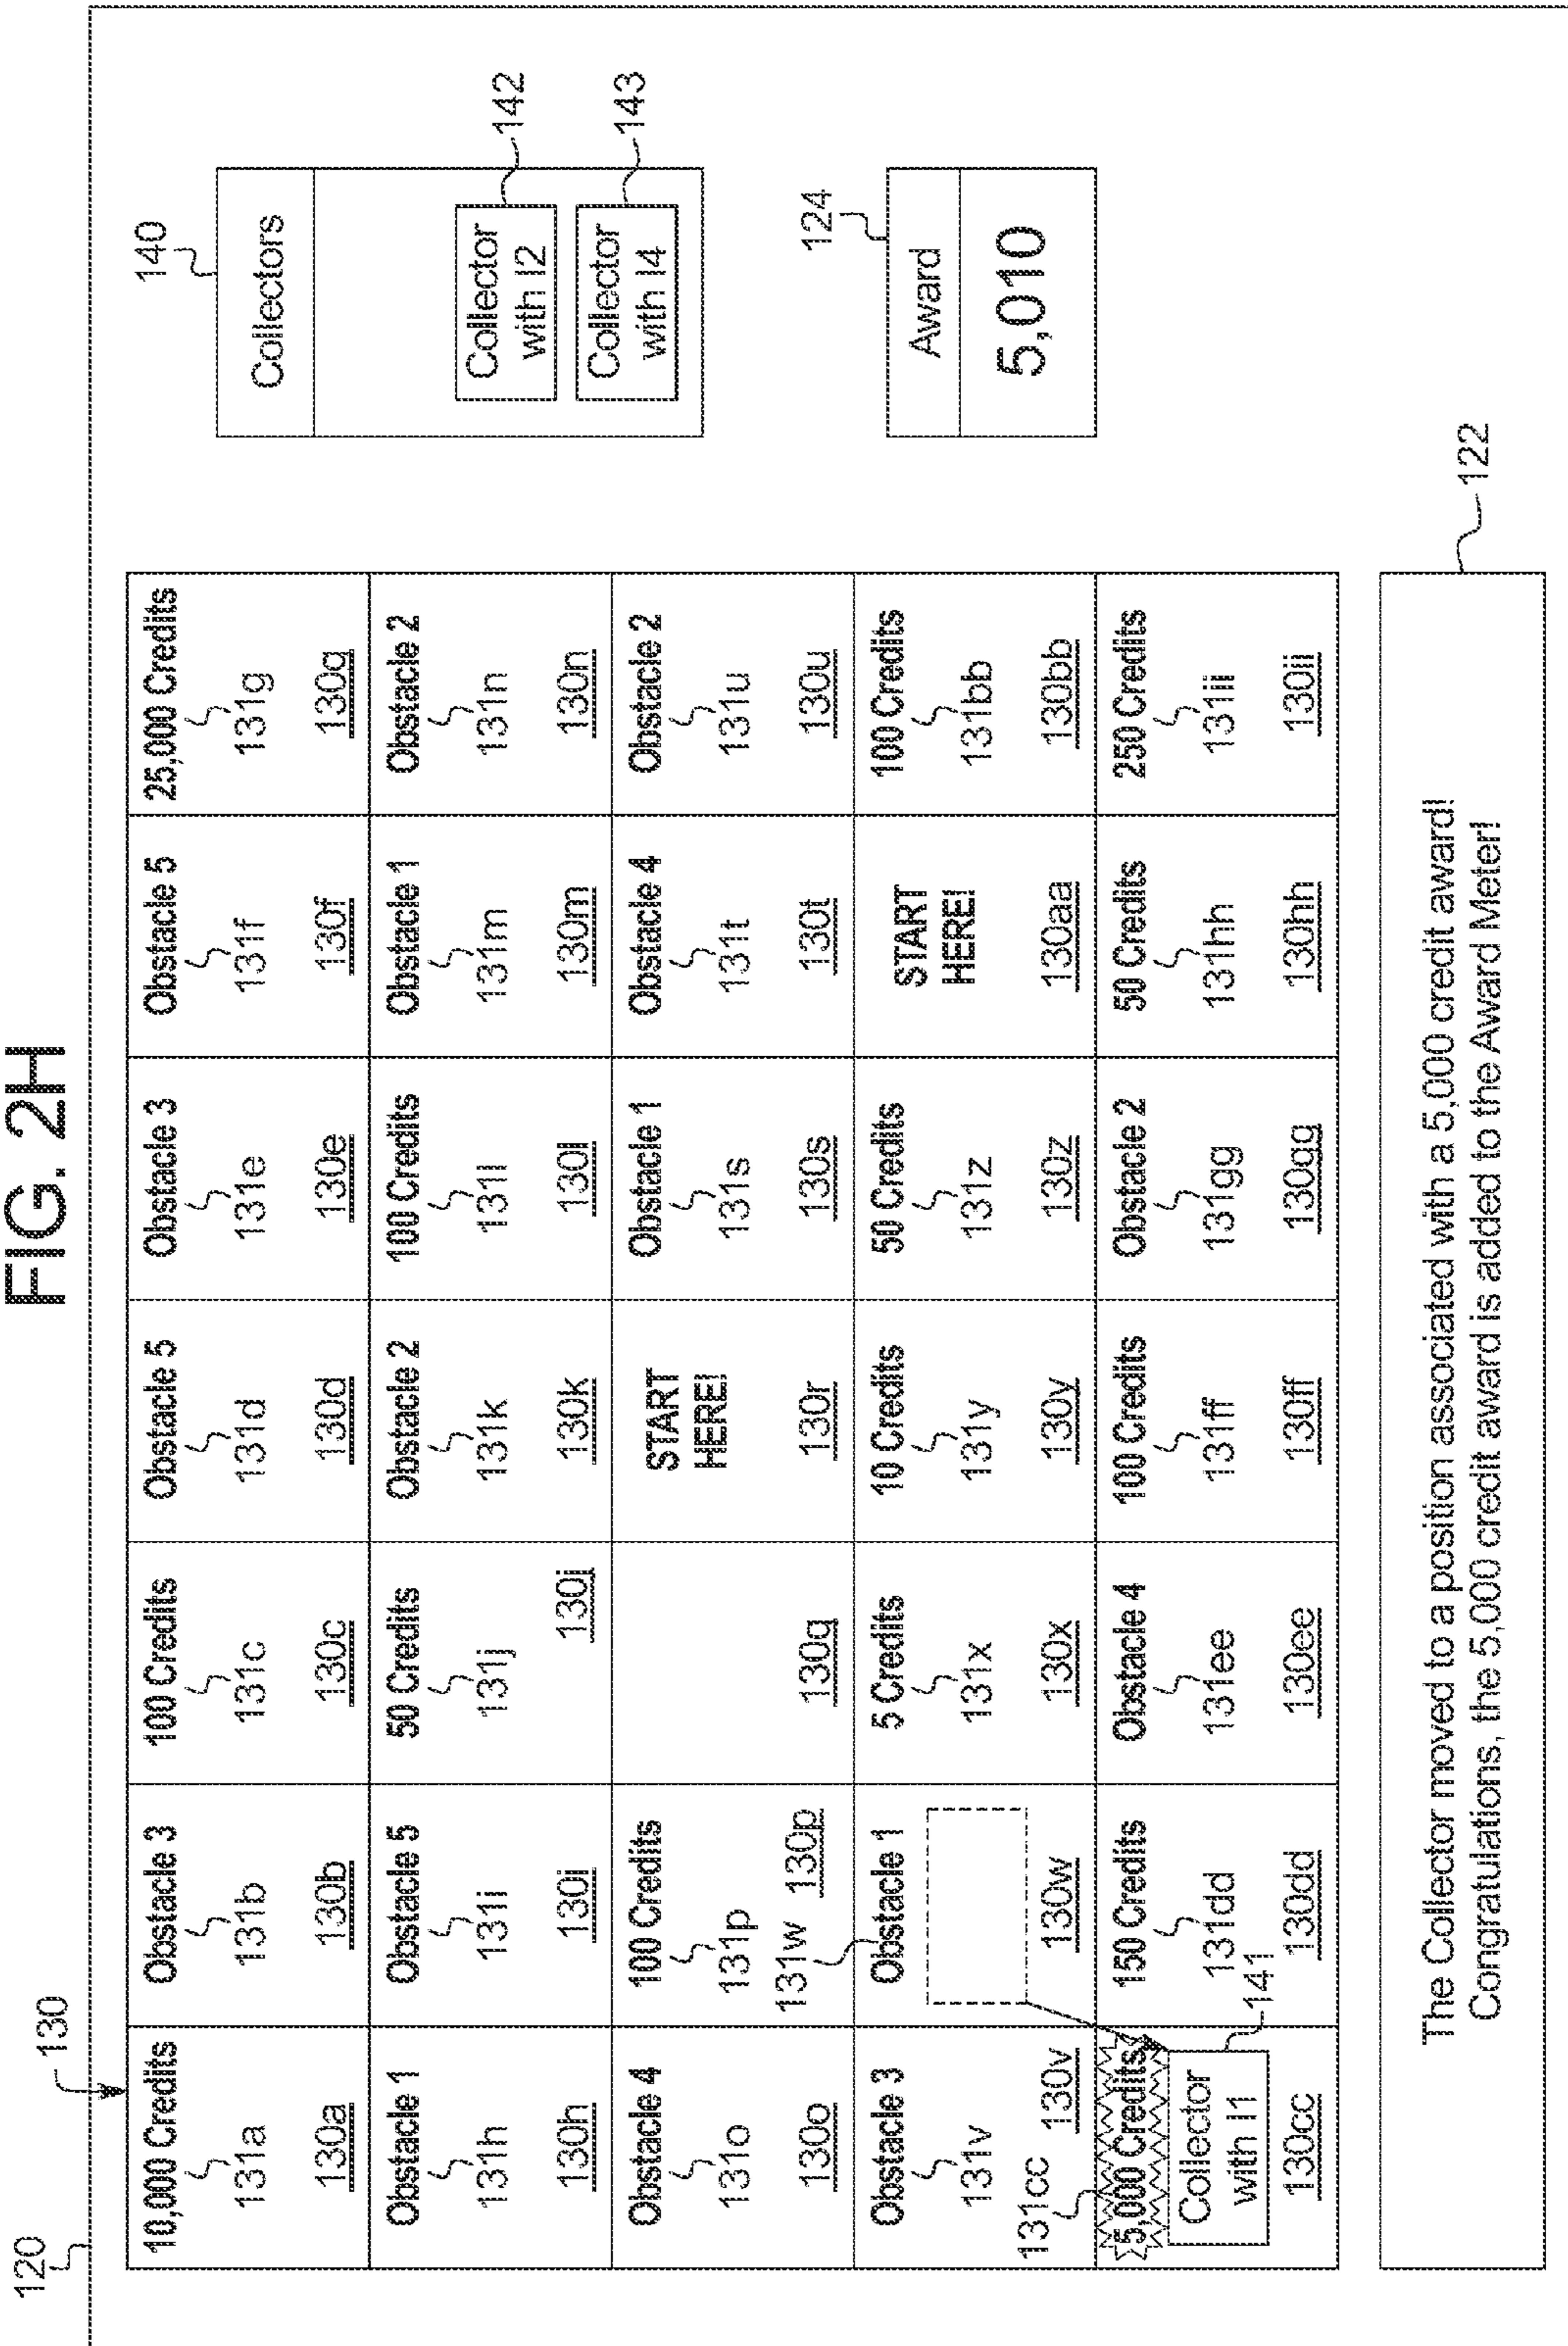 FIG. 2H
120
130
10,000 Credits
131a
130a
Obstacle 3
131b
130b
100 Credits
131c
130c
Obstacle 5
131d
130d
Obstacle 3
131e
130e
Obstacle 5
131f
130f
25,000 Credits
131g
130g
Obstacle 1
131h
130h
Obstacle 5
131i
130i
50 Credits
131j
130j
Obstacle 2
131k
130k
100 Credits
131l
130l
Obstacle 1
131m
130m
Obstacle 2
131n
130n
Obstacle 4
131o
130o
100 Credits
131p
130p
130q
START
HERE!
130r
Obstacle 1
131s
130s
Obstacle 4
131t
130t
Obstacle 2
131u
130u
Obstacle 3
131v
130v
131w
Obstacle 1
130w
5 Credits
131x
130x
10 Credits
131y
130y
50 Credits
131z
130z
START
HERE!
130aa
100 Credits
131bb
130bb
131cc
5,000 Credits
Collector
with I1
141
130cc
150 Credits
131dd
130dd
Obstacle 4
131ee
130ee
100 Credits
131ff
130ff
Obstacle 2
131gg
130gg
50 Credits
131hh
130hh
250 Credits
131ii
130ii
140
Collectors
Collector
with I2
142
Collector
with I4
143
124
Award
5,010
The Collector moved to a position associated with a 5,000 credit award!
Congratulations, the 5,000 credit award is added to the Award Meter!
122